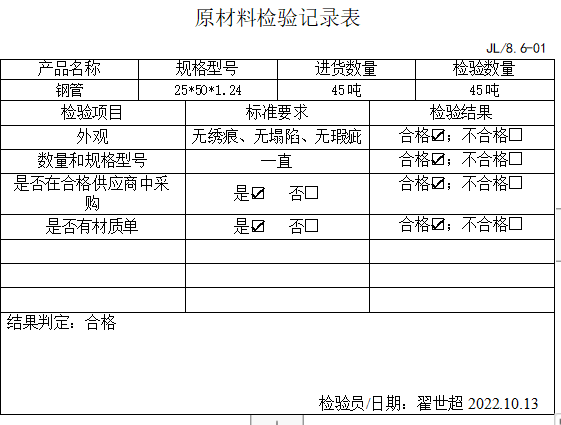 原材料检验记录表
JL/8.6-01
产品名称 规格型号 进货数量 检验数量
钢管 25*50*1.24 45吨 45吨
检验项目 标准要求 检验结果
外观 无绣痕、无塌陷、无瑕疵 合格☑；不合格□
数量和规格型号 一直 合格☑；不合格□
是否在合格供应商中采
购 是☑ 否□ 合格☑；不合格□
是否有材质单 是☑ 否□ 合格☑；不合格□
结果判定：合格
检验员/日期：翟世超 2022.10.13